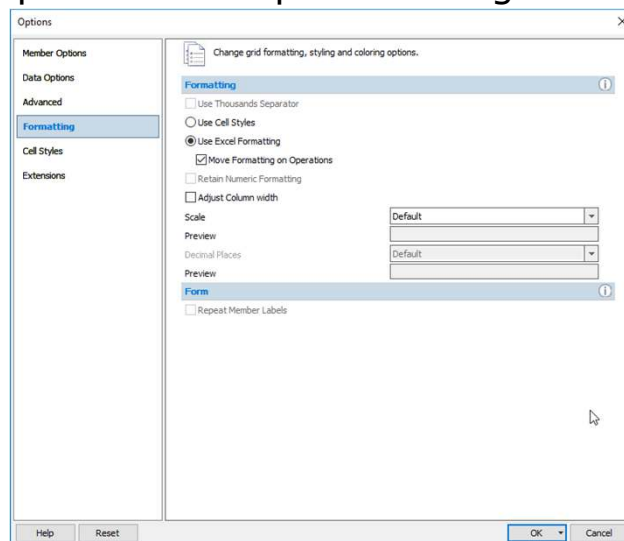 Options
Member Options
Data Options
Advanced
Formatting
Cell Styles
Extensions
Change grid formatting, styling and coloring options.
Formatting
Use Thousands Separator
Use Cell Styles
Use Excel Formatting
Move Formatting on Operations
Retain Numeric Formatting
Adjust Column width
Scale Default
Preview
Decimal Places Default
Preview
Form
Repeat Member Labels
Help Reset OK Cancel